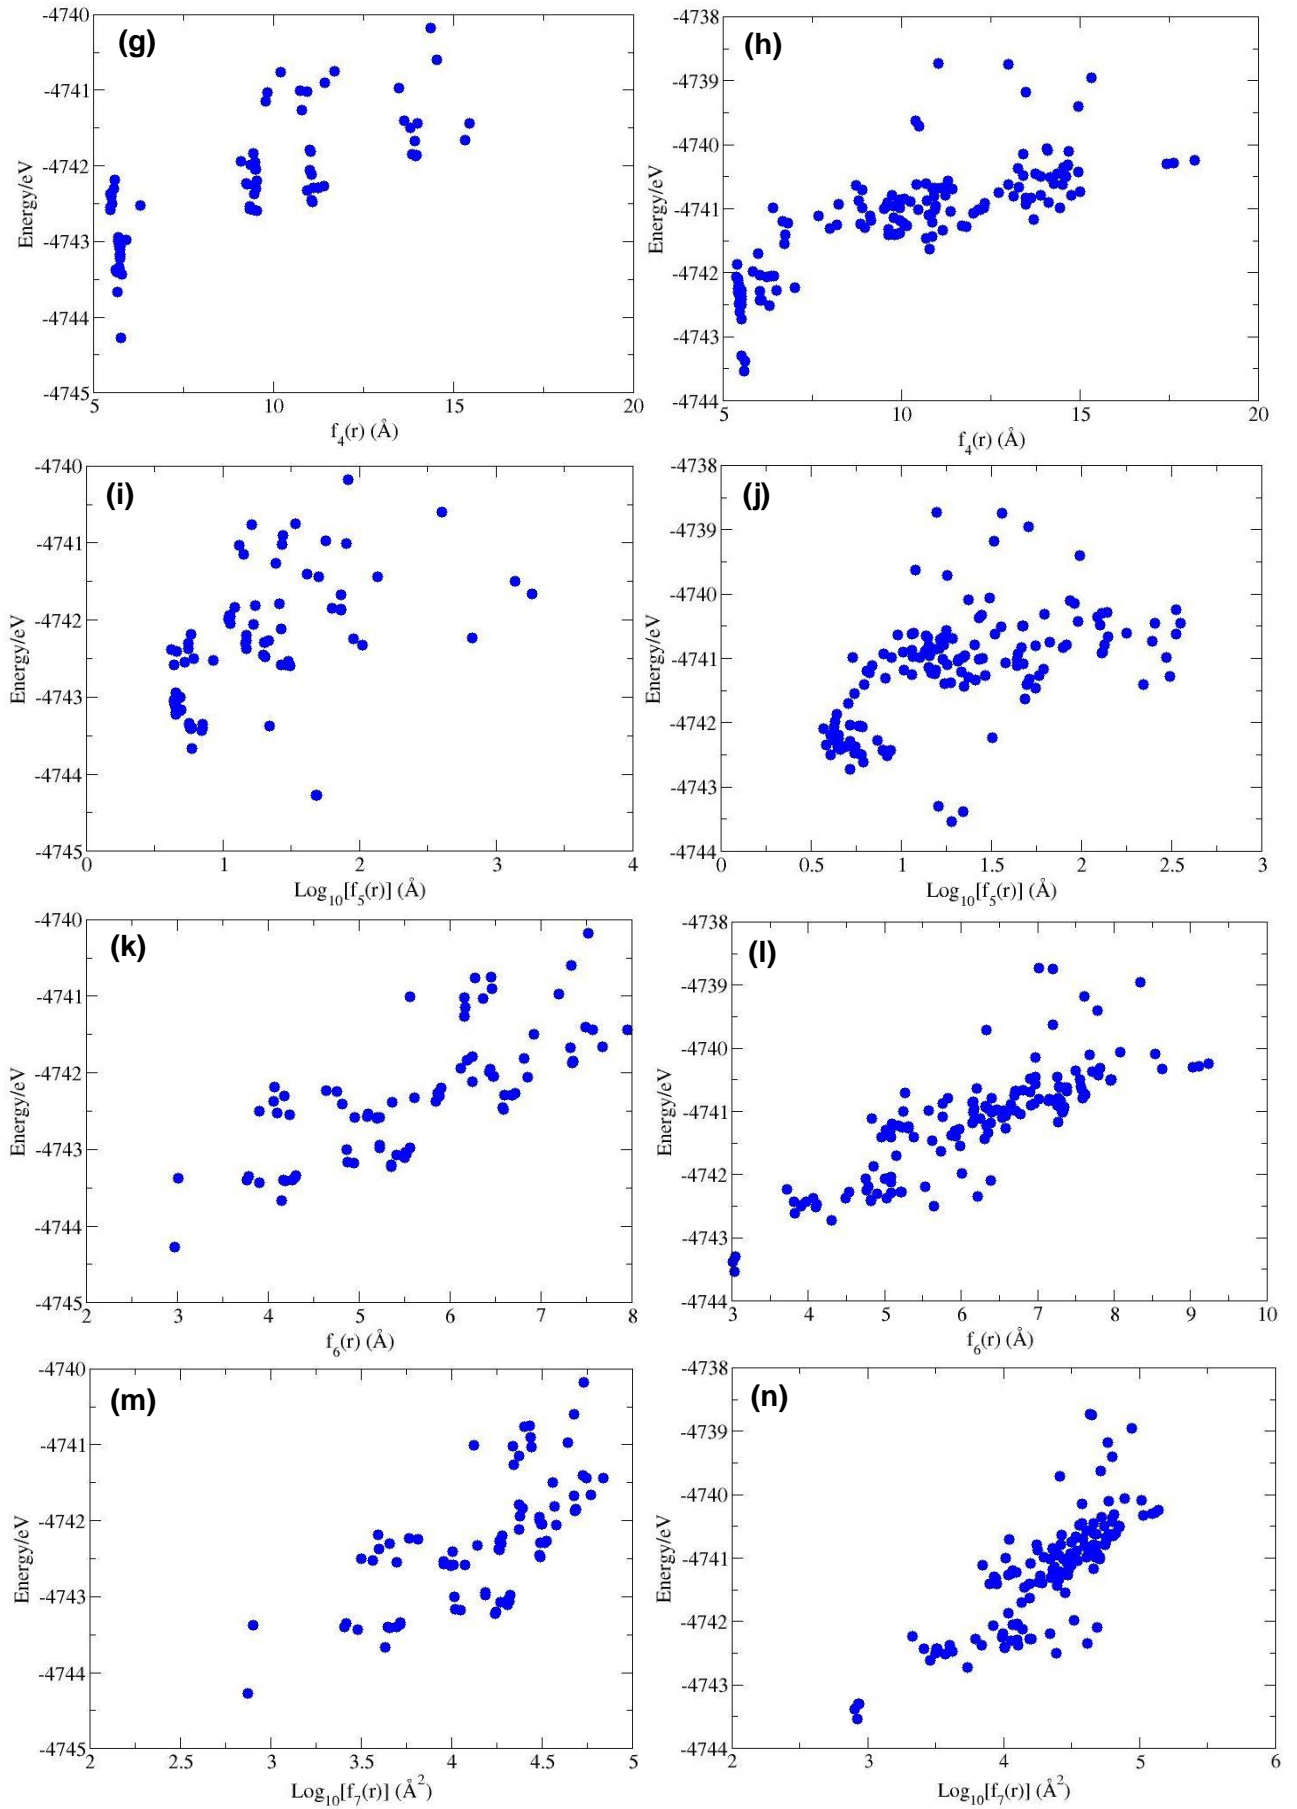 (g)
-4740
-4741
-4742
-4743
-4744
-4745
Energy/eV
5 10 15 20
f4(r) (Å)
(h)
-4738
-4739
-4740
-4741
-4742
-4743
-4744
Energy/eV
5 10 15 20
f4(r) (Å)
(i)
-4740
-4741
-4742
-4743
-4744
-4745
Energy/eV
0 1 2 3 4
Log10[f5(r)] (Å)
(j)
-4738
-4739
-4740
-4741
-4742
-4743
-4744
Energy/eV
0 0.5 1 1.5 2 2.5 3
Log10[f5(r)] (Å)
(k)
-4740
-4741
-4742
-4743
-4744
-4745
Energy/eV
2 3 4 5 6 7 8
f6(r) (Å)
(l)
-4738
-4739
-4740
-4741
-4742
-4743
-4744
Energy/eV
3 4 5 6 7 8 9 10
f6(r) (Å)
(m)
-4740
-4741
-4742
-4743
-4744
-4745
Energy/eV
2 2.5 3 3.5 4 4.5 5
Log10[f7(r)] (Å2)
(n)
-4738
-4739
-4740
-4741
-4742
-4743
-4744
Energy/eV
2 3 4 5 6
Log10[f7(r)] (Å2)